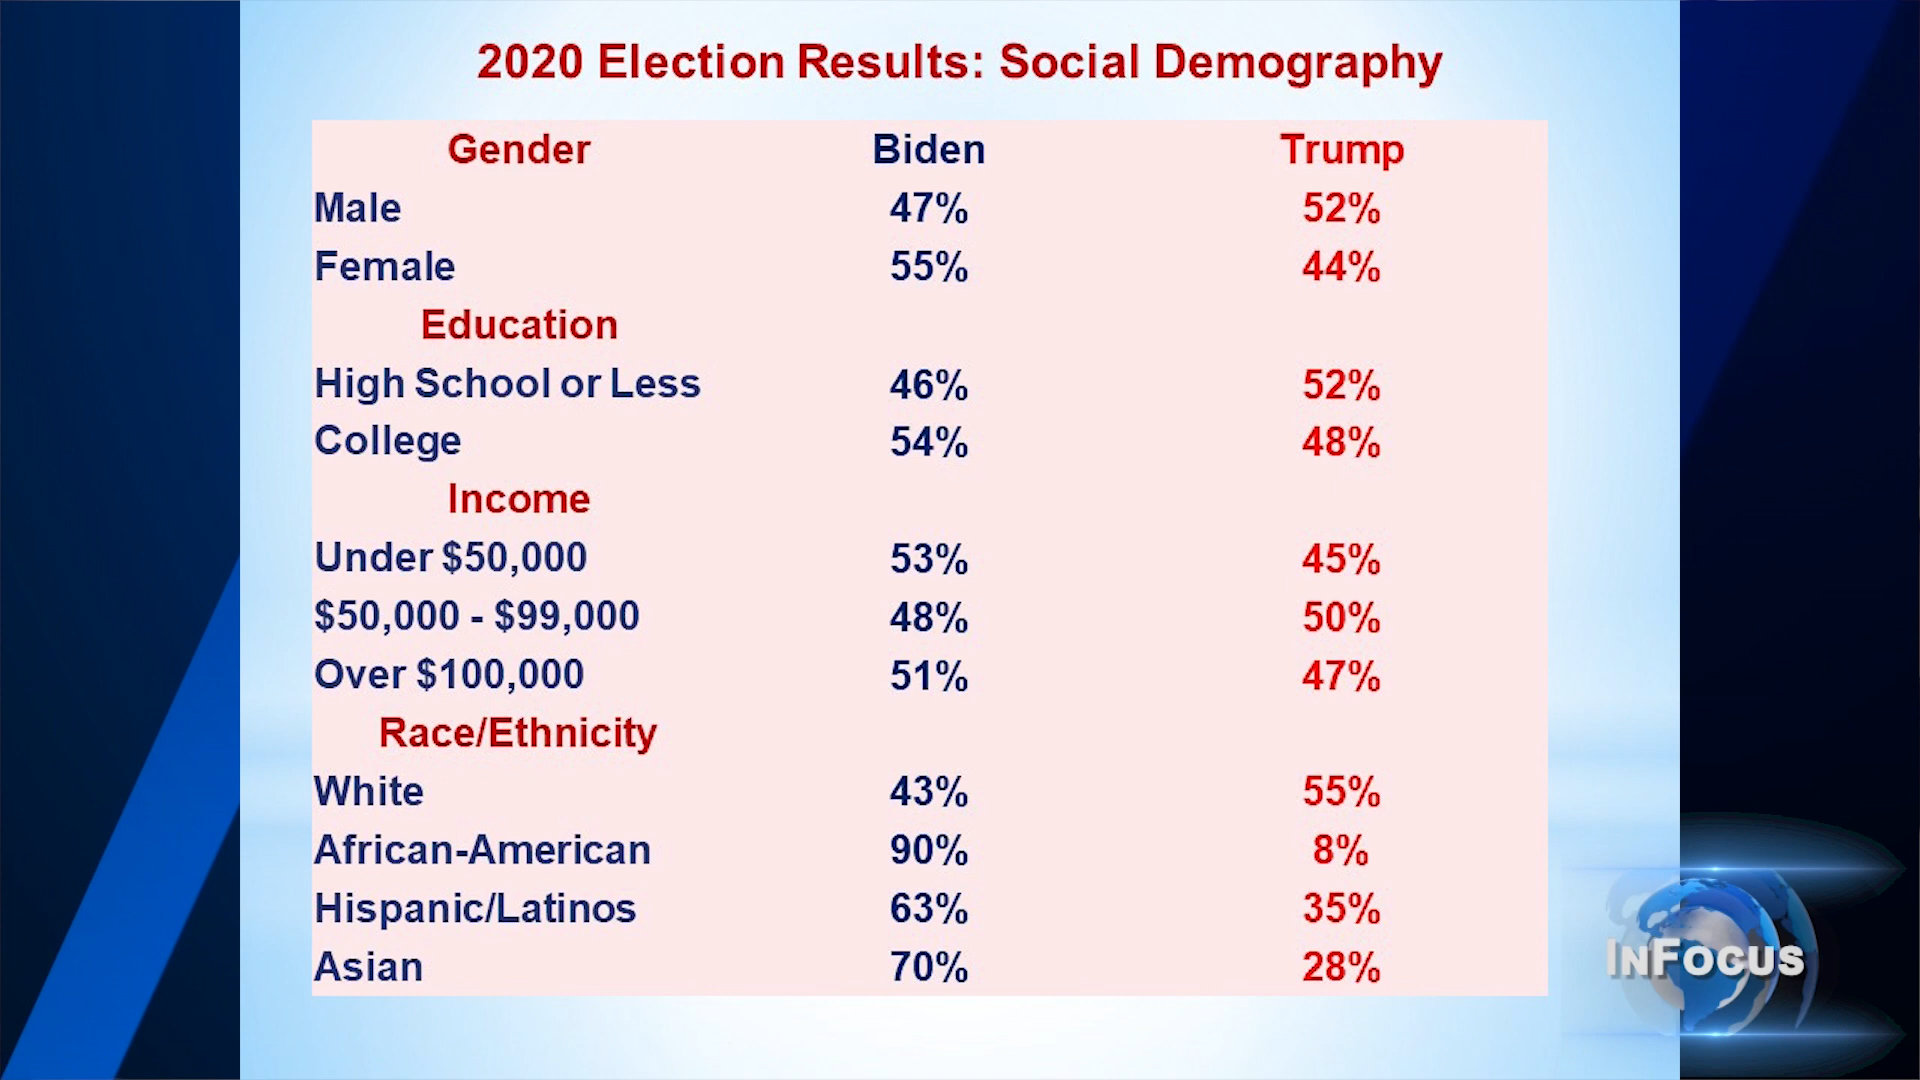 2020 Election Results: Social Demography
Gender Biden Trump
Male 47% 52%
Female 55% 44%
Education
High School or Less 46% 52%
College 54% 48%
Income
Under $50,000 53% 45%
$50,000 - $99,000 48% 50%
Over $100,000 51% 47%
Race/Ethnicity
White 43% 55%
African-American 90% 8%
Hispanic/Latinos 63% 35%
Asian 70% 28%
INFOCUS